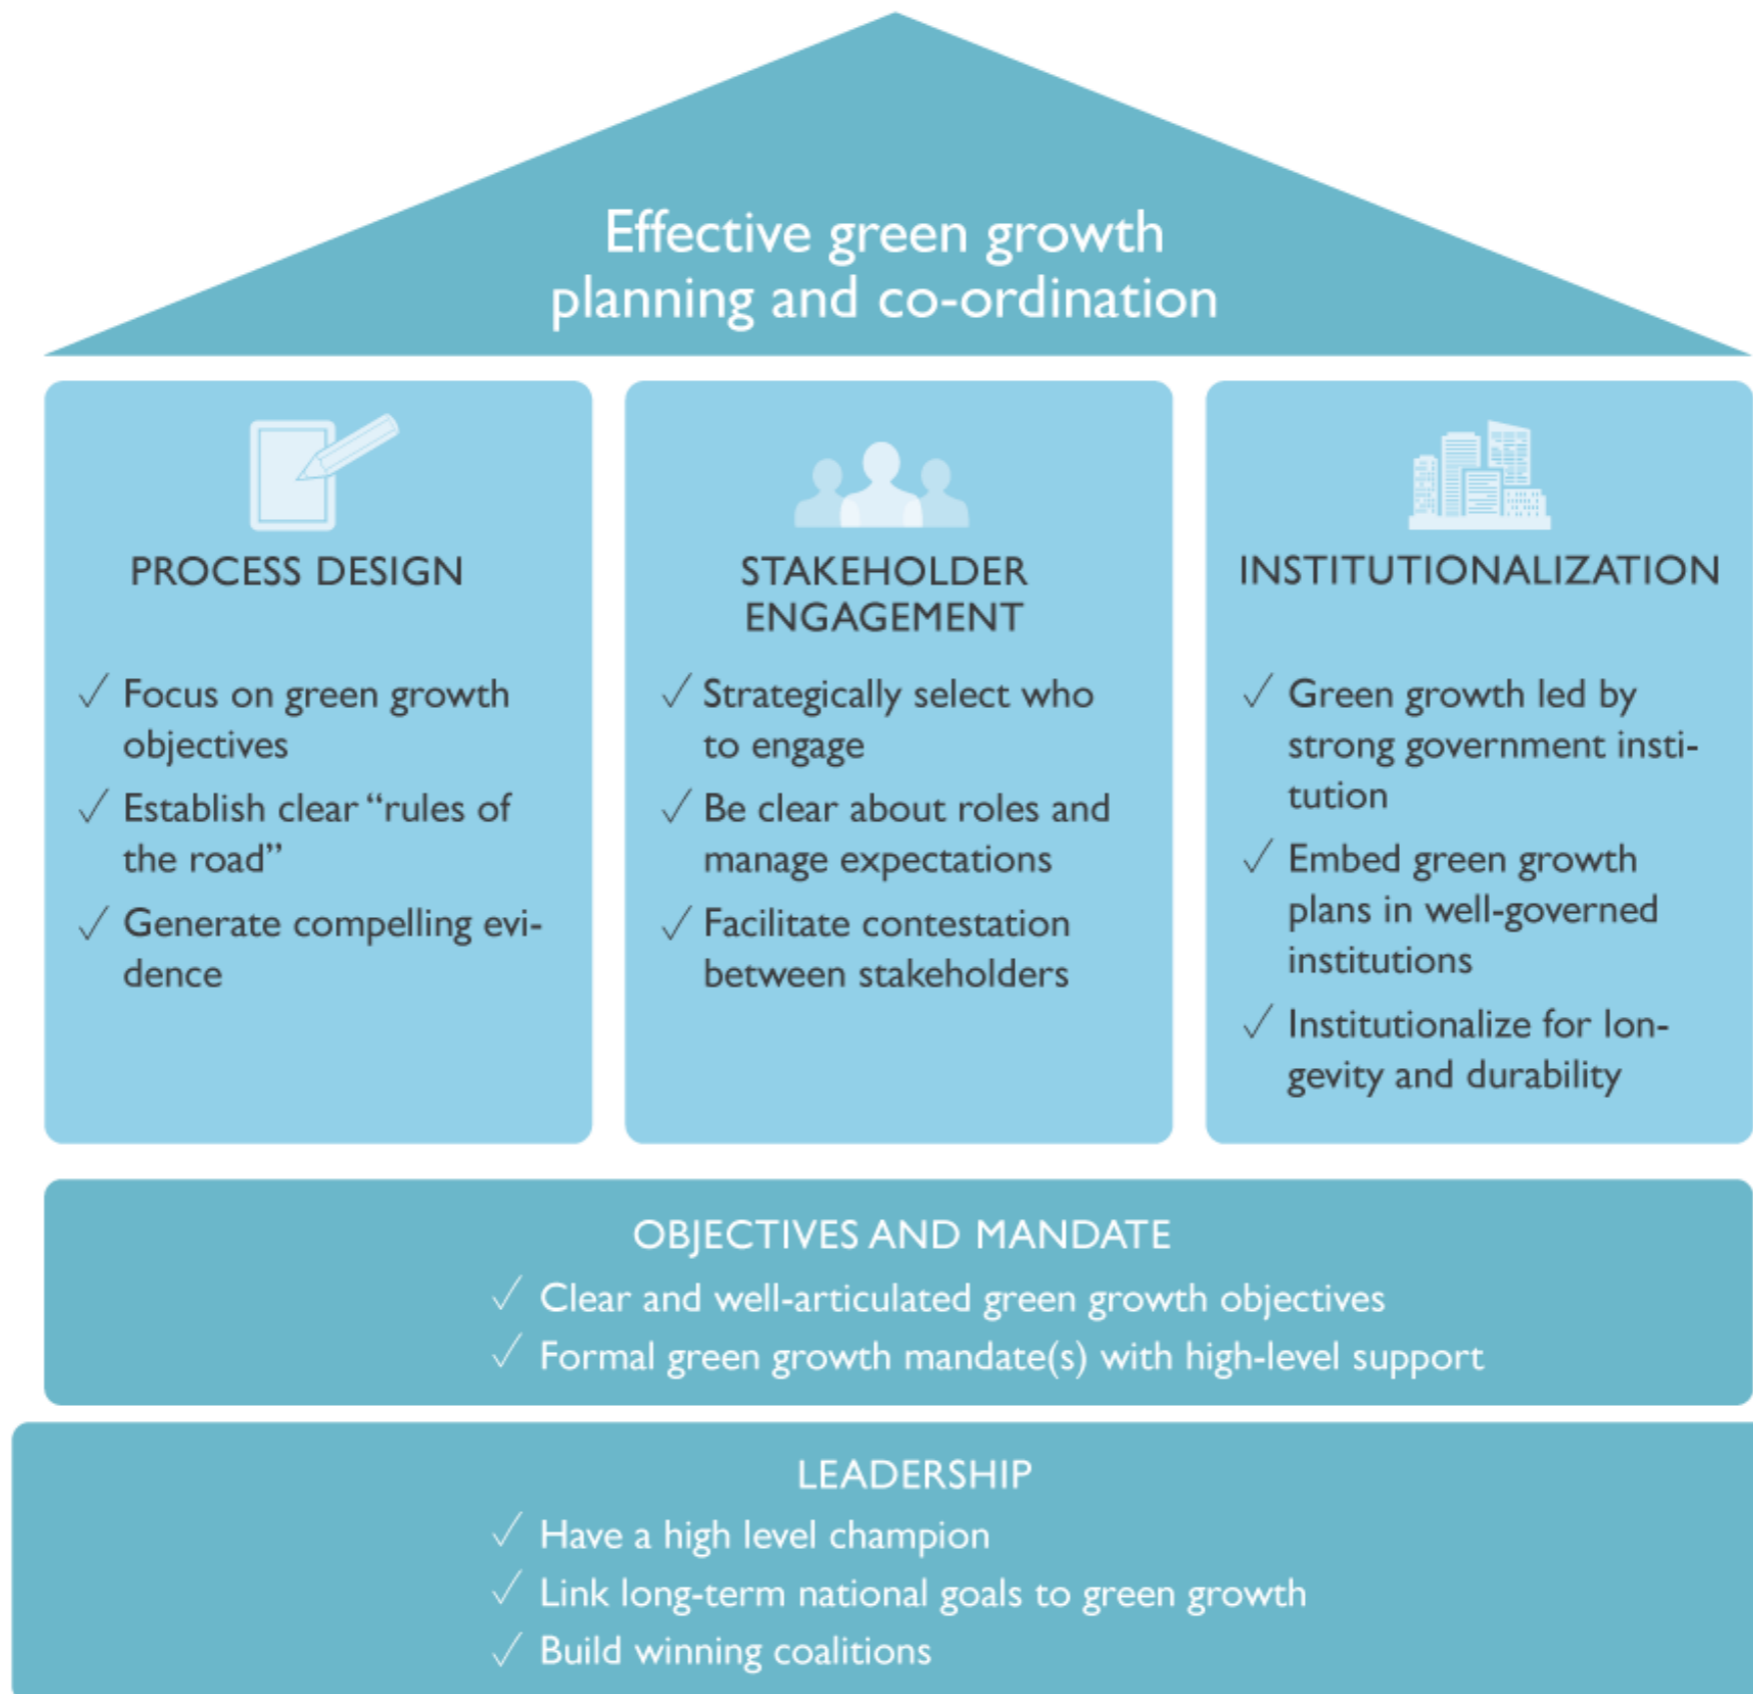 Effective green growth
planning and co-ordination
PROCESS DESIGN
✓ Focus on green growth
objectives
✓ Establish clear “rules of
the road”
✓ Generate compelling evi-
dence
STAKEHOLDER
ENGAGEMENT
✓ Strategically select who
to engage
✓ Be clear about roles and
manage expectations
✓ Facilitate contestation
between stakeholders
INSTITUTIONALIZATION
✓ Green growth led by
strong government insti-
tution
✓ Embed green growth
plans in well-governed
institutions
✓ Institutionalize for lon-
gevity and durability
OBJECTIVES AND MANDATE
✓ Clear and well-articulated green growth objectives
✓ Formal green growth mandate(s) with high-level support
LEADERSHIP
✓ Have a high level champion
✓ Link long-term national goals to green growth
✓ Build winning coalitions